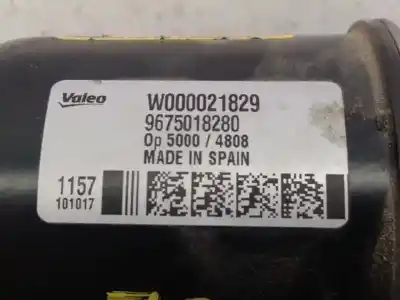 Valeo
W000021829
9675018280
Op 5000 / 4808
MADE IN SPAIN
1157
101017